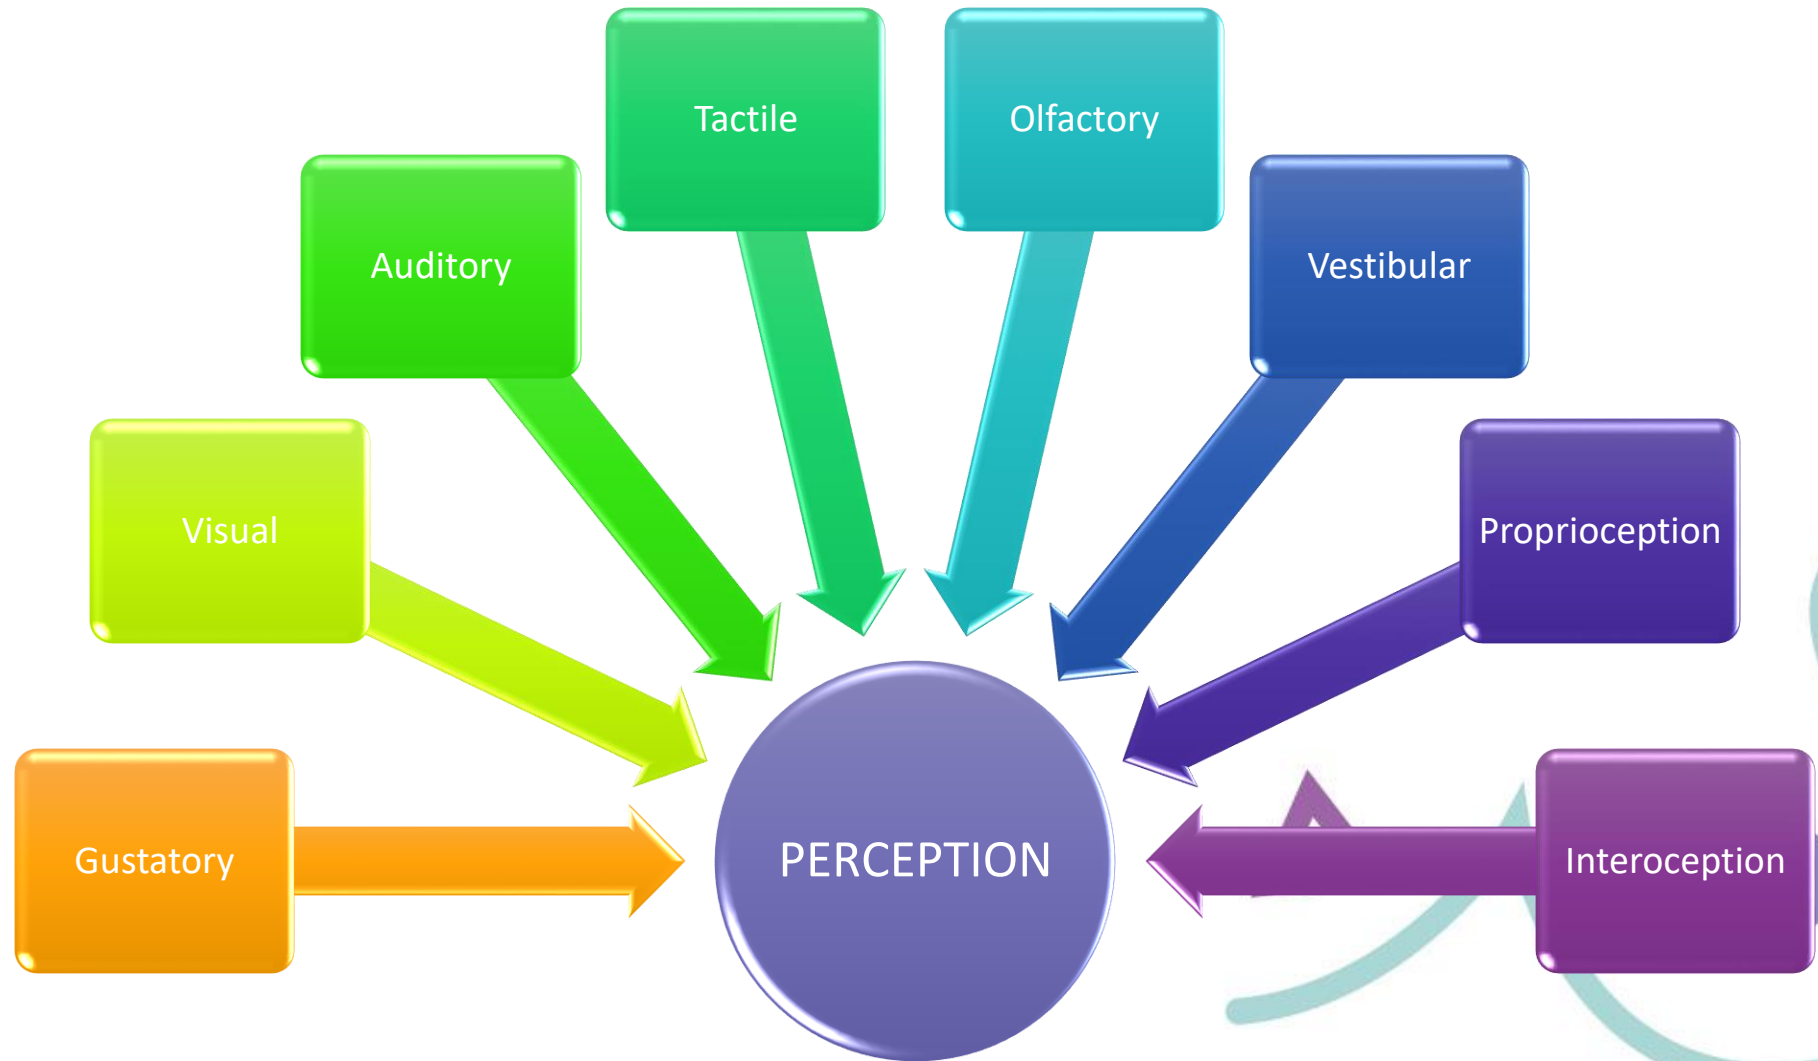 Tactile
Olfactory
Auditory
Vestibular
Visual
Proprioception
Gustatory
PERCEPTION
Interoception